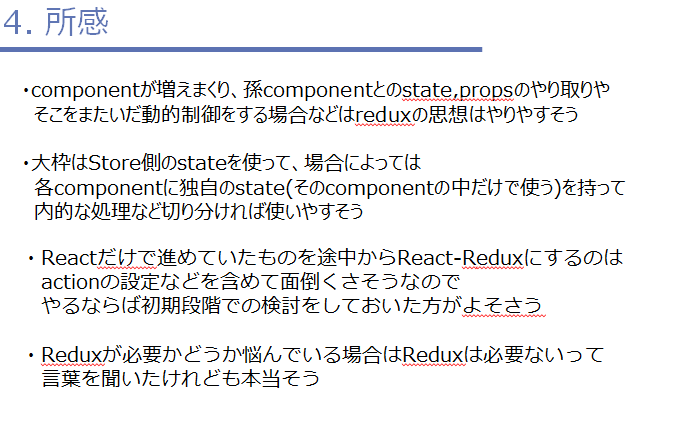 4. 所感
・componentが増えまくり、孫componentとのstate,propsのやり取りや
そこをまたいだ動的制御をする場合などはreduxの思想はやりやすそう
・大枠はStore側のstateを使って、場合によっては
各componentに独自のstate(そのcomponentの中だけで使う)を持って
内的な処理など切り分ければ使いやすそう
・Reactだけで進めていたものを途中からReact-Reduxにするのは
actionの設定などを含めて面倒くさそうなので
やるならば初期段階での検討をしておいた方がよそさう
・Reduxが必要かどうか悩んでいる場合はReduxは必要ないって
言葉を聞いたけれども本当そう